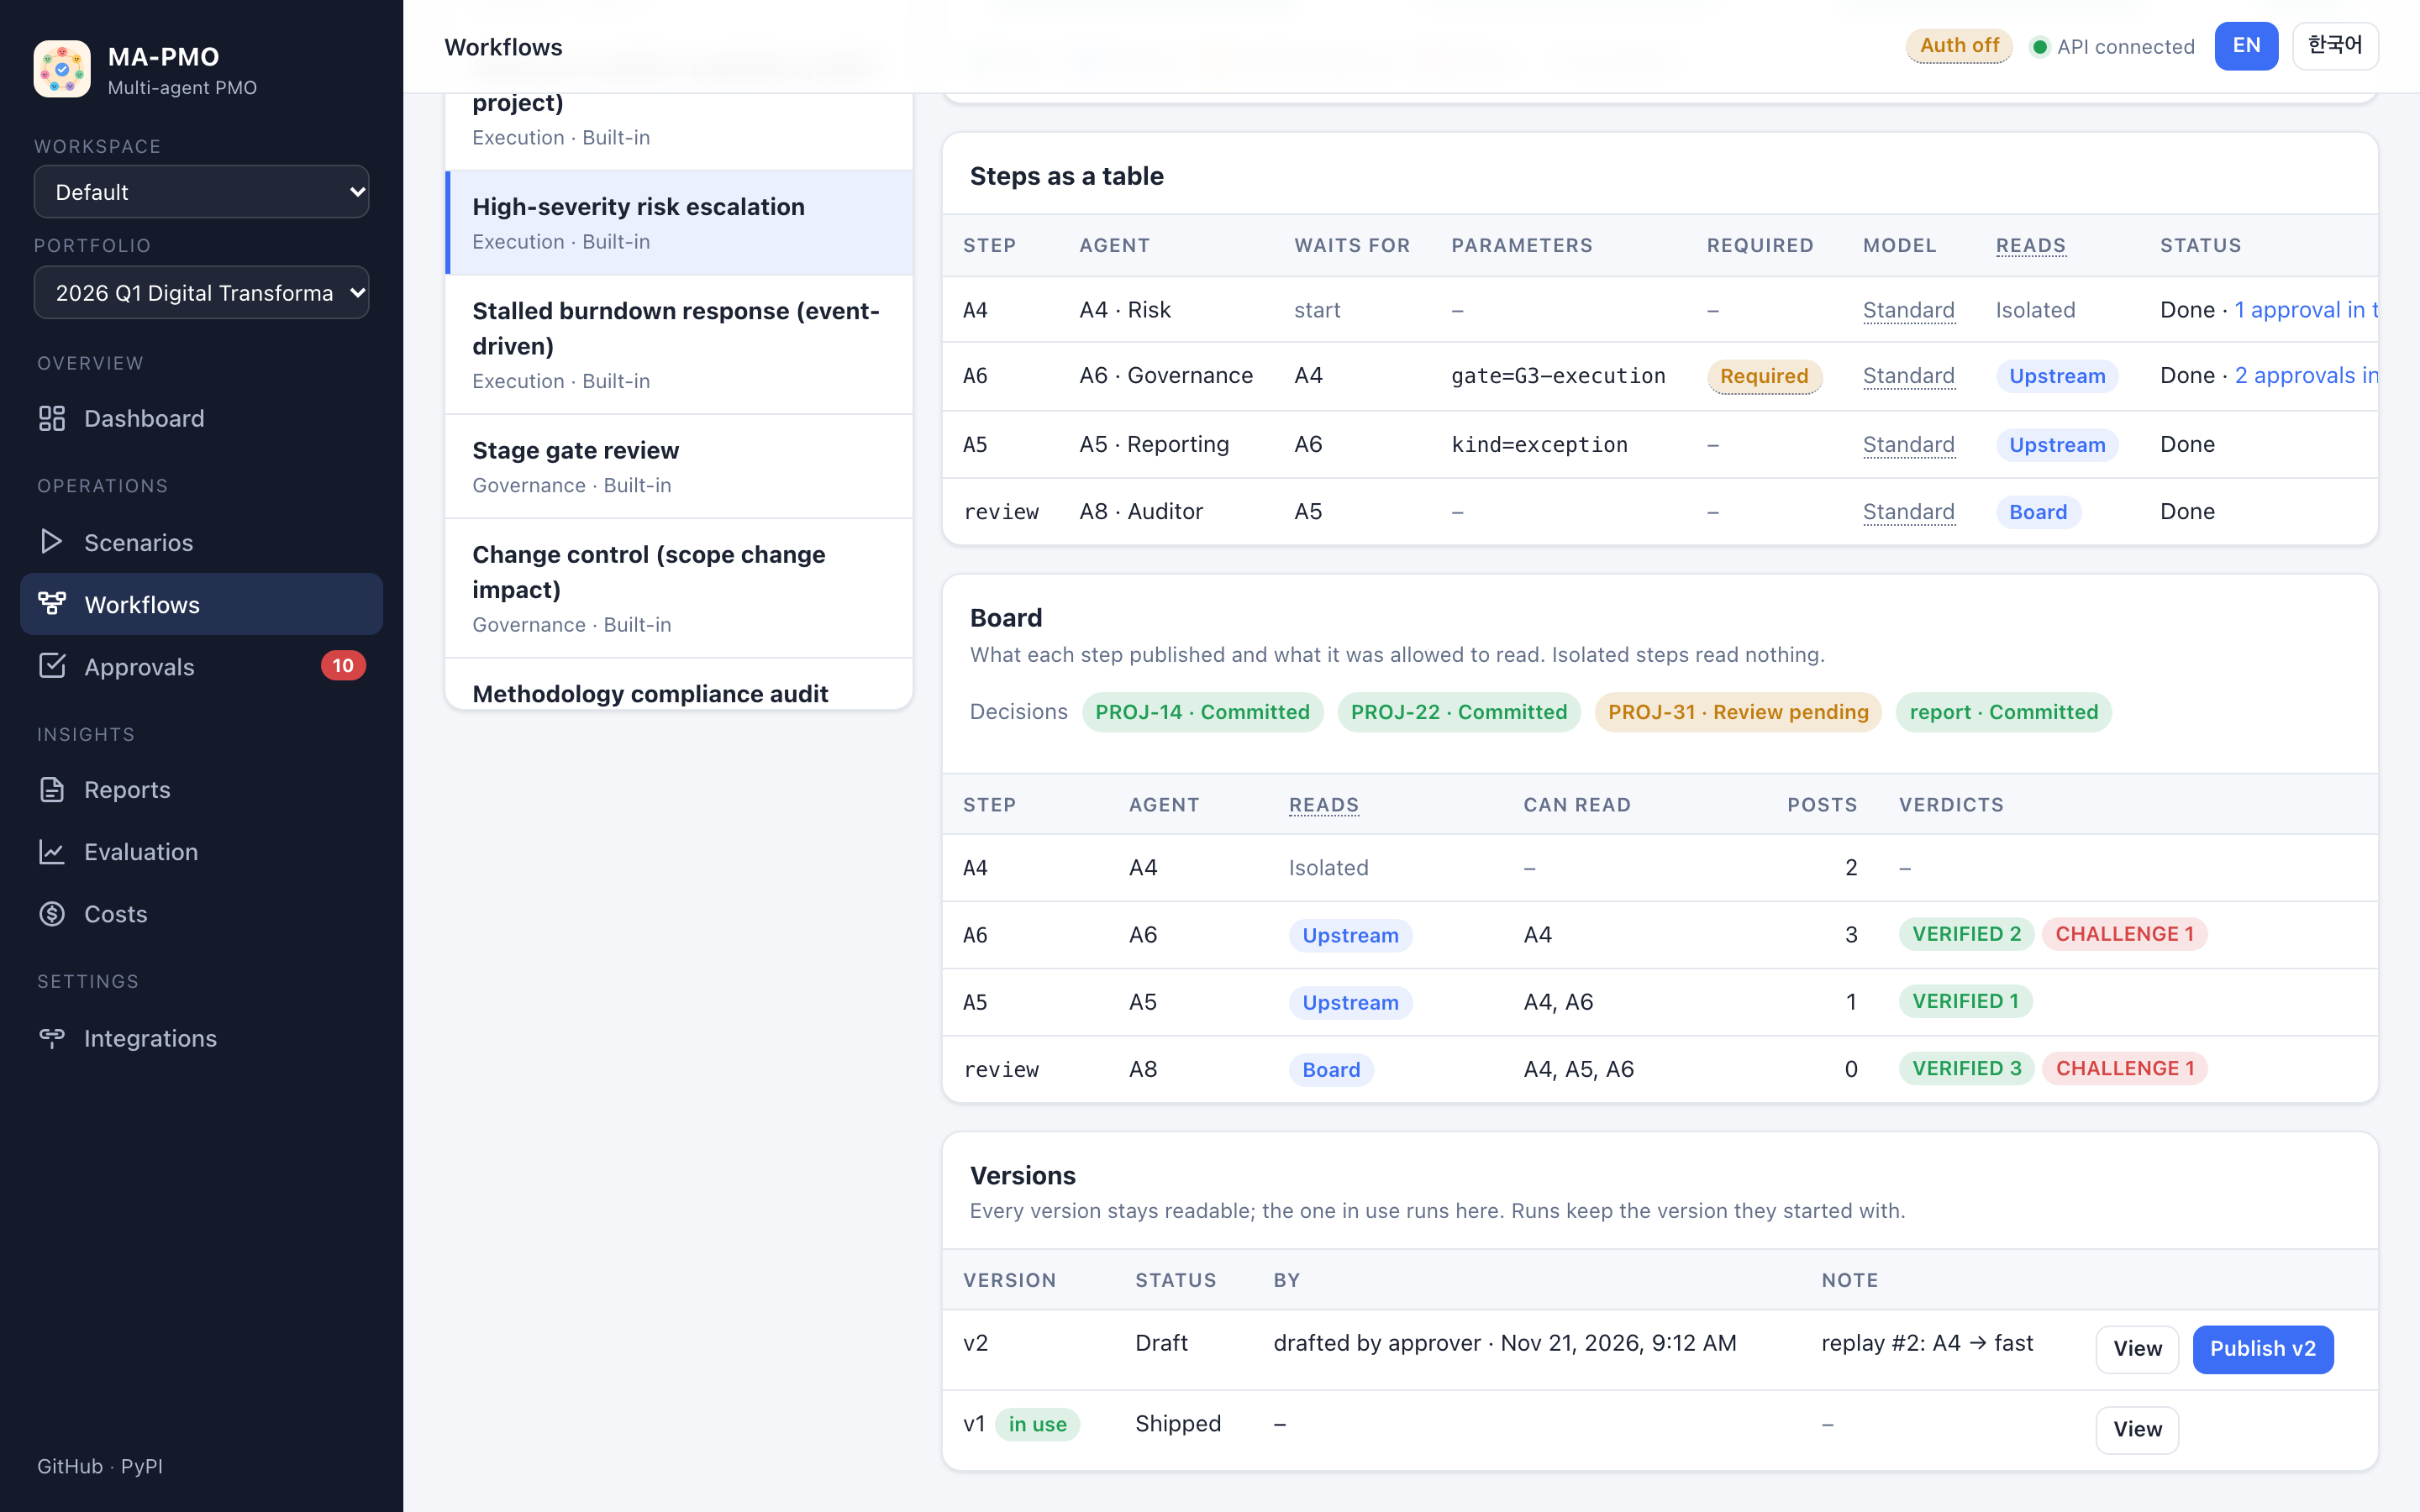 MA-PMO
Multi-agent PMO
WORKSPACE
Default
PORTFOLIO
2026 Q1 Digital Transforma
OVERVIEW
Dashboard
OPERATIONS
Scenarios
Workflows
Approvals 10
INSIGHTS
Reports
Evaluation
Costs
SETTINGS
Integrations
GitHub · PyPI
Workflows
Auth off API connected EN 한국어
project)
Execution · Built-in
High-severity risk escalation
Execution · Built-in
Stalled burndown response (event-
driven)
Execution · Built-in
Stage gate review
Governance · Built-in
Change control (scope change
impact)
Governance · Built-in
Methodology compliance audit
Steps as a table
STEP AGENT WAITS FOR PARAMETERS REQUIRED MODEL READS STATUS
A4 A4 · Risk start – – Standard Isolated Done · 1 approval in t
A6 A6 · Governance A4 gate=G3-execution Required Standard Upstream Done · 2 approvals in
A5 A5 · Reporting A6 kind=exception – Standard Upstream Done
review A8 · Auditor A5 – – Standard Board Done
Board
What each step published and what it was allowed to read. Isolated steps read nothing.
Decisions PROJ-14 · Committed PROJ-22 · Committed PROJ-31 · Review pending report · Committed
STEP AGENT READS CAN READ POSTS VERDICTS
A4 A4 Isolated – 2 –
A6 A6 Upstream A4 3 VERIFIED 2 CHALLENGE 1
A5 A5 Upstream A4, A6 1 VERIFIED 1
review A8 Board A4, A5, A6 0 VERIFIED 3 CHALLENGE 1
Versions
Every version stays readable; the one in use runs here. Runs keep the version they started with.
VERSION STATUS BY NOTE
v2 Draft drafted by approver · Nov 21, 2026, 9:12 AM replay #2: A4 → fast View Publish v2
v1 in use Shipped – – View